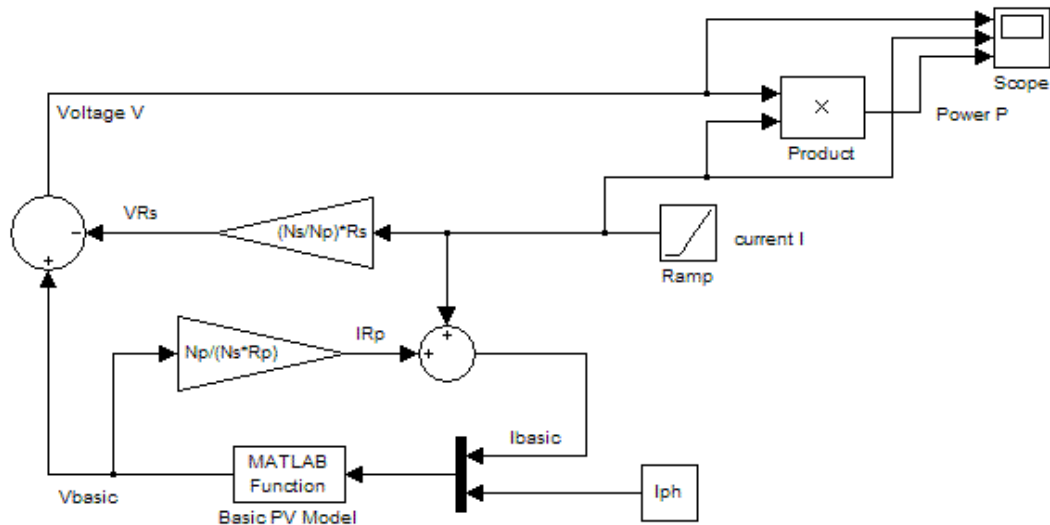 Scope
Voltage V
×
Power P
Product
VRs
-
(Ns/Np)*Rs
current I
+
Ramp
IRp
+
Np/(Ns*Rp)
+
Ibasic
MATLAB
Function
Iph
Vbasic
Basic PV Model